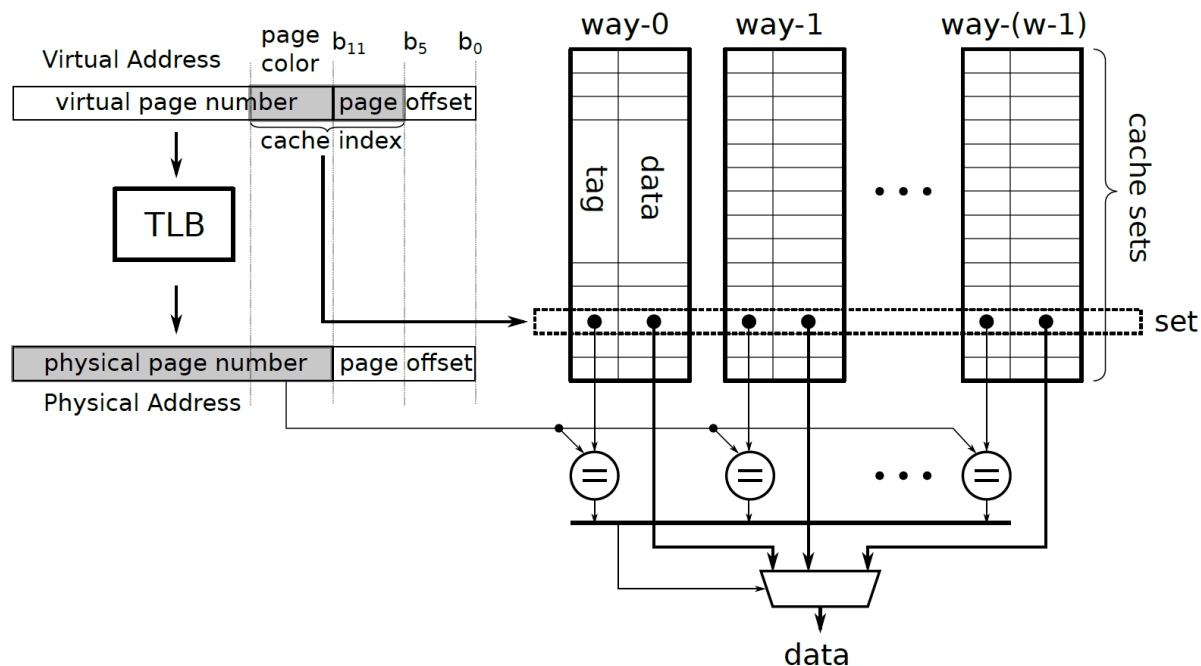 way-0
way-1
way-(w-1)
page color
b11
b5
b0
Virtual Address
virtual page number
page offset
cache index
TLB
physical page number
page offset
Physical Address
tag
data
cache sets
set
data